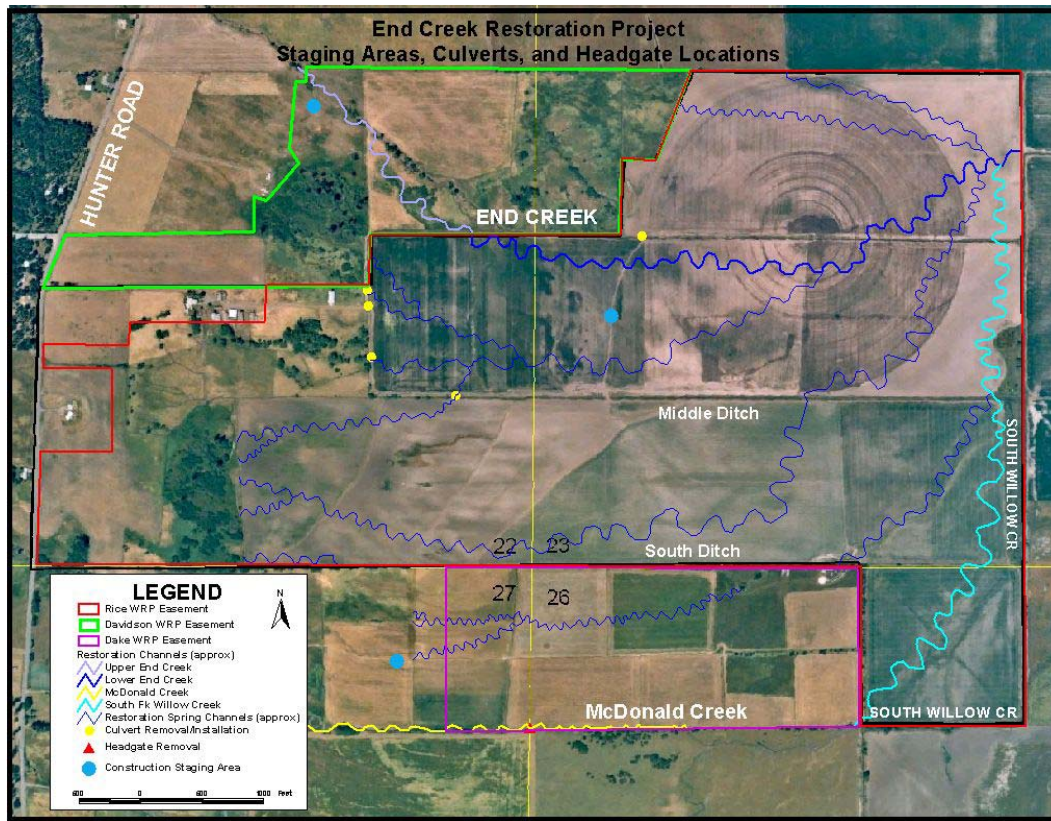 End Creek Restoration Project
Staging Areas, Culverts, and Headgate Locations
HUNTER ROAD
END CREEK
Middle Ditch
SOUTH WILLOW CR
22 23
South Ditch
27 26
McDonald Creek
SOUTH WILLOW CR
LEGEND
N
Rice WRP Easement
Davidson WRP Easement
Dake WRP Easement
Restoration Channels (approx)
Upper End Creek
Lower End Creek
McDonald Creek
South Fk Willow Creek
Restoration Spring Channels (approx)
Culvert Removal/Installation
Headgate Removal
Construction Staging Area
500 0 500 1000 Feet